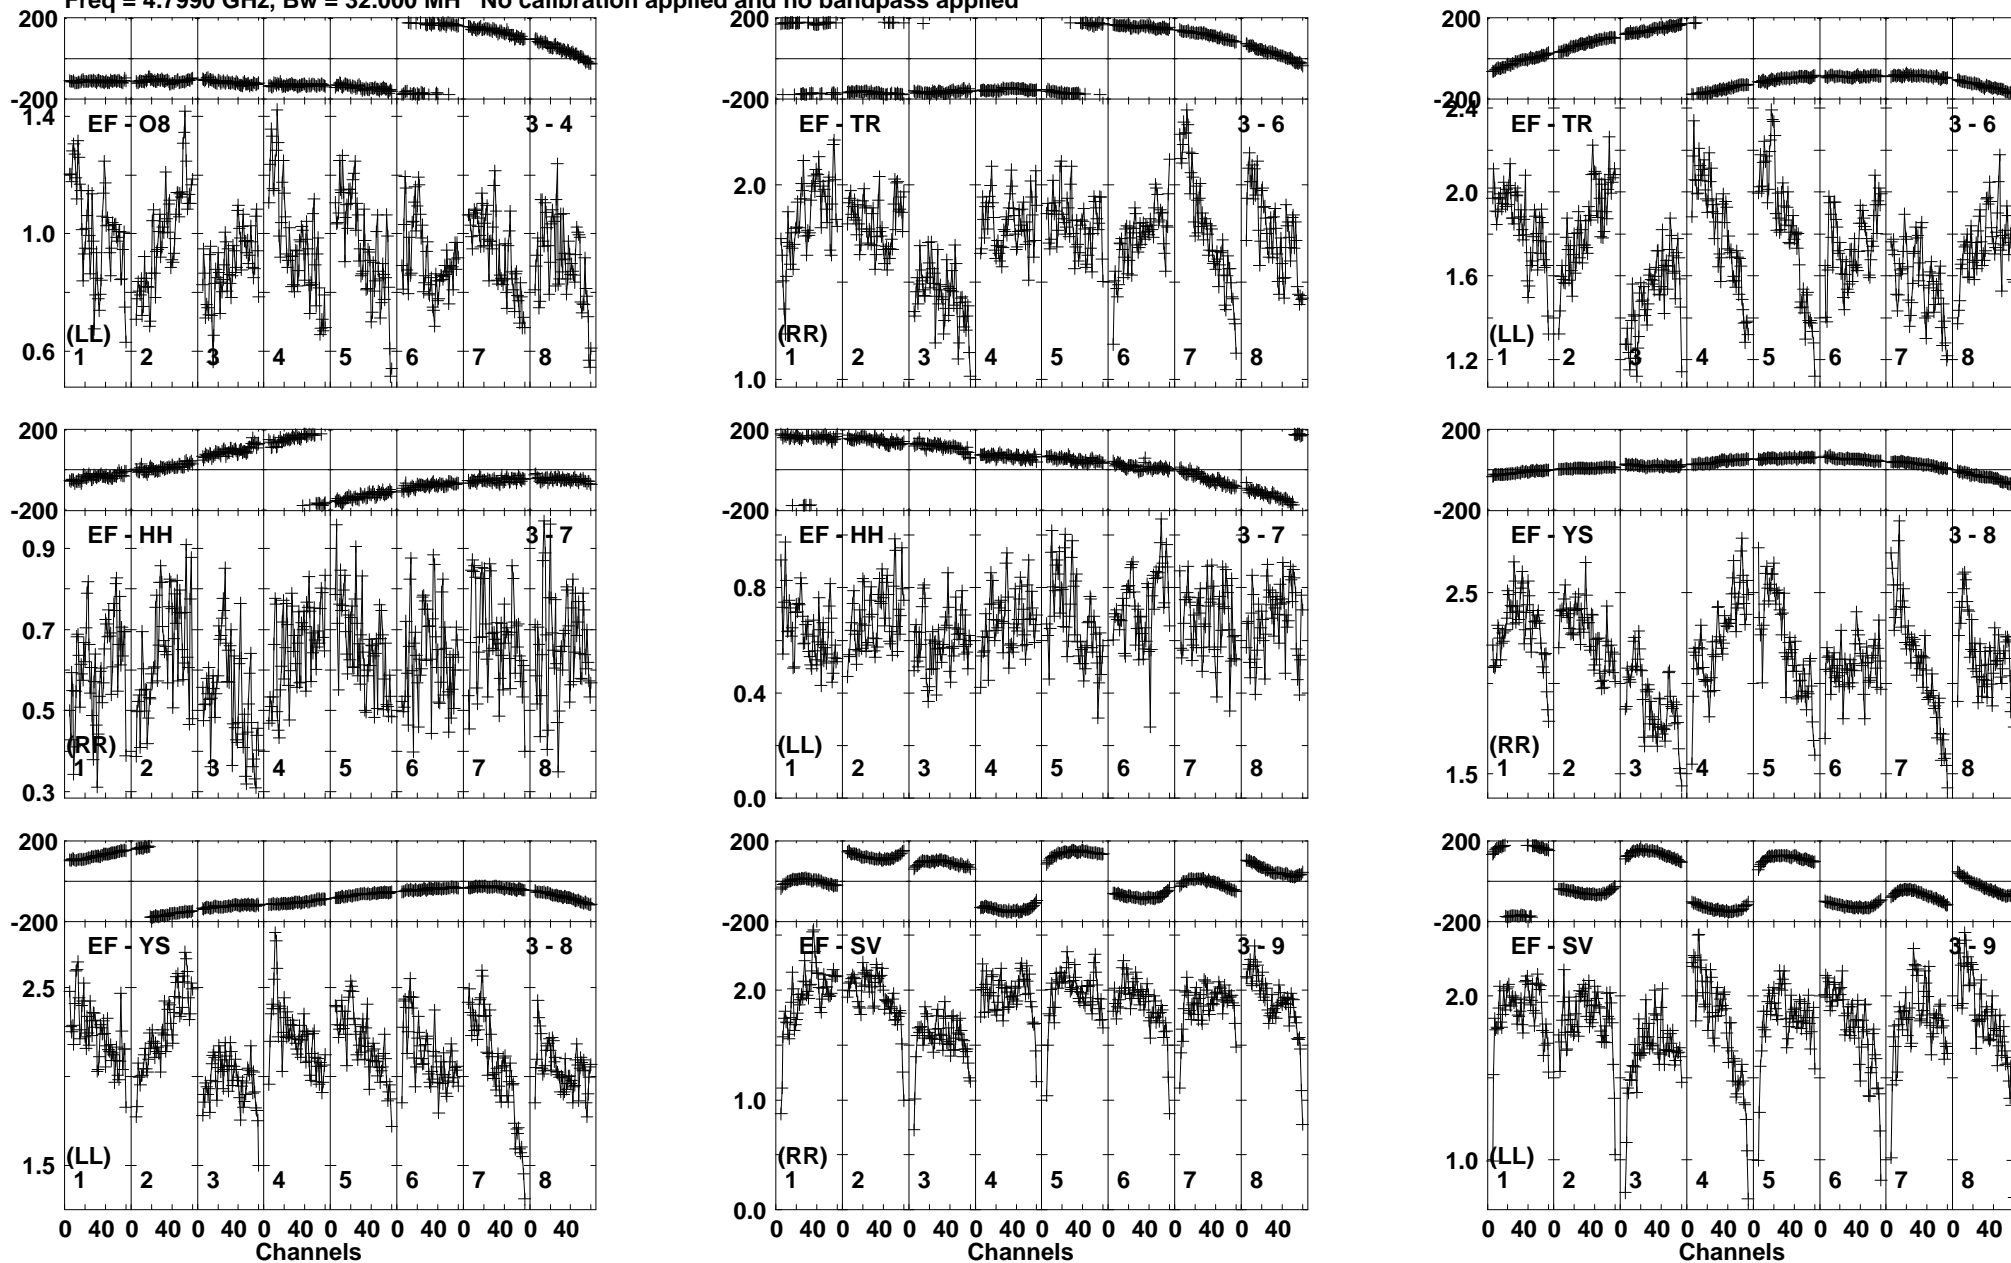 Freq = 4.7990 GHz, Bw = 32.000 MH No calibration applied and no bandpass applied
200 200 200
-200 -200 -200
1.4 EF - O8 3 - 4 EF - TR 3 - 6 2.4 EF - TR 3 - 6
2.0 2.0
1.0 1.6
(LL) (RR) (LL)
0.6 1.2
1 2 3 4 5 6 7 8 1 2 3 4 5 6 7 8 1 2 3 4 5 6 7 8
1.0
200 200 200
-200 -200 -200
EF - HH 3 - 7 EF - HH 3 - 7 EF - YS 3 - 8
0.9 0.8 2.5
0.7
0.5 0.4
(RR) (LL) (RR)
1 2 3 4 5 6 7 8 1 2 3 4 5 6 7 8 1 2 3 4 5 6 7 8
0.3 0.0 1.5
200 200 200
-200 -200 -200
EF - YS 3 - 8 EF - SV 3 - 9 EF - SV 3 - 9
2.5 2.0 2.0
1.0
(LL) (RR) (LL)
1.5 1.0
1 2 3 4 5 6 7 8 1 2 3 4 5 6 7 8 1 2 3 4 5 6 7 8
0.0
0 40 0 40 0 40 0 40 0 40 0 40 0 40 0 40 0 40 0 40 0 40 0 40 0 40 0 40 0 40 0 40 0 40 0 40 0 40 0 40 0 40 0 40 0 40 0 40
Channels Channels Channels